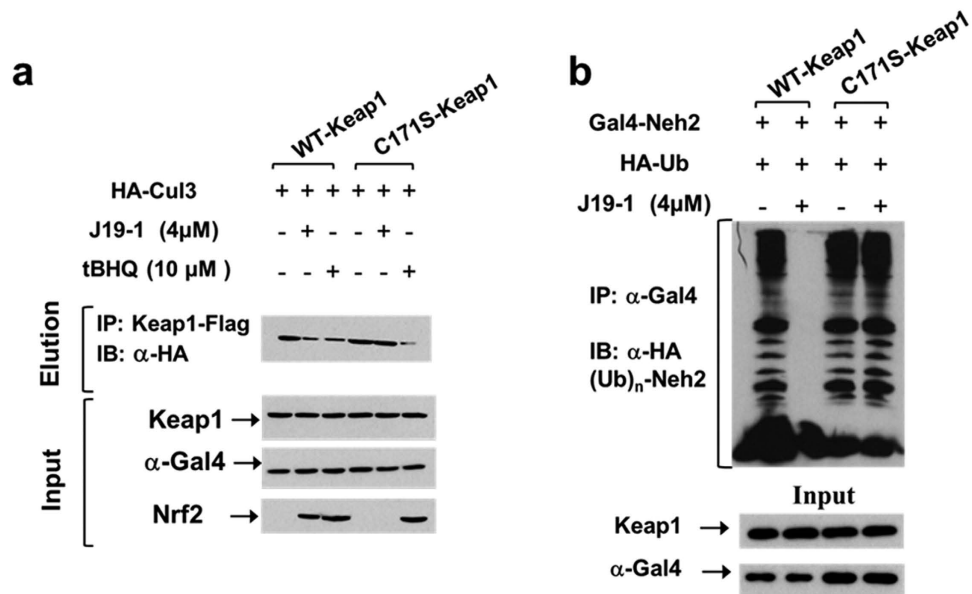 a
WT-Keap1
C171S-Keap1
HA-Cul3 + + + + + +
J19-1 (4μM) - + - - + -
tBHQ (10 μM ) - - + - - +
Elution
IP: Keap1-Flag
IB: α-HA
Input
Keap1 →
α-Gal4 →
Nrf2 →
b
WT-Keap1
C171S-Keap1
Gal4-Neh2 + + + +
HA-Ub + + + +
J19-1 (4μM) - + - +
IP: α-Gal4
IB: α-HA
(Ub)n-Neh2
Input
Keap1 →
α-Gal4 →